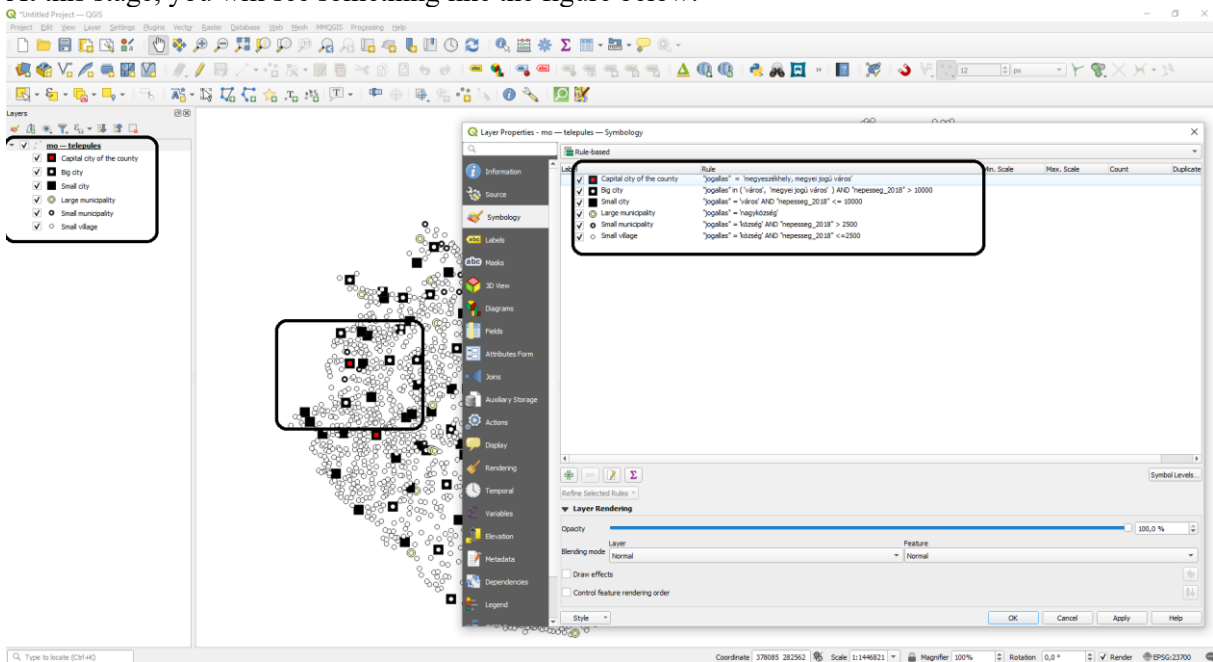 At this stage, you will see something like the figure below:
*Untitled Project — QGIS
Project Edit View Layer Settings Plugins Vector Raster Database Web Mesh MMQGIS Processing Help
12 px
Layers
mo — telepules
Capital city of the county
Big city
Small city
Large municipality
Small municipality
Small village
Layer Properties - mo — telepules — Symbology
Information
Source
Symbology
Labels
Masks
3D View
Diagrams
Fields
Attributes Form
Joins
Auxiliary Storage
Actions
Display
Rendering
Temporal
Variables
Elevation
Metadata
Dependencies
Legend
Rule-based
Label Rule Min. Scale Max. Scale Count Duplicate
Capital city of the county "jogallas" = 'megyeszékhely, megyei jogú város'
Big city "jogallas" in ('város', 'megyei jogú város' ) AND "nepesseg_2018" > 10000
Small city "jogallas" = 'város' AND "nepesseg_2018" <= 10000
Large municipality "jogallas" = 'nagyközség'
Small municipality "jogallas" = 'község' AND "nepesseg_2018" > 2500
Small village "jogallas" = 'község' AND "nepesseg_2018" <=2500
Symbol Levels...
Refine Selected Rules
Layer Rendering
Opacity 100,0 %
Layer Feature
Blending mode Normal Normal
Draw effects
Control feature rendering order
Style OK Cancel Apply Help
Type to locate (Ctrl+K) Coordinate 378085 282562 Scale 1:1446821 Magnifier 100% Rotation 0,0 ° Render EPSG:23700